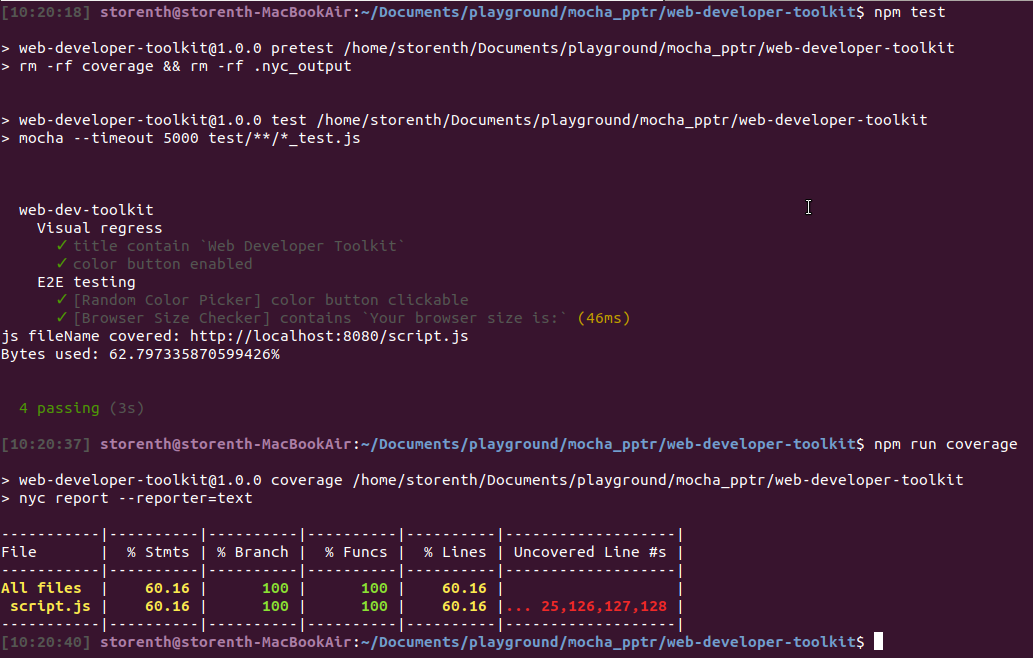 [10:20:18] storenth@storenth-MacBookAir:~/Documents/playground/mocha_pptr/web-developer-toolkit$ npm test
> web-developer-toolkit@1.0.0 pretest /home/storenth/Documents/playground/mocha_pptr/web-developer-toolkit
> rm -rf coverage && rm -rf .nyc_output
> web-developer-toolkit@1.0.0 test /home/storenth/Documents/playground/mocha_pptr/web-developer-toolkit
> mocha --timeout 5000 test/**/*_test.js
web-dev-toolkit
Visual regress
✓ title contain `Web Developer Toolkit`
✓ color button enabled
E2E testing
✓ [Random Color Picker] color button clickable
✓ [Browser Size Checker] contains `Your browser size is:` (46ms)
js fileName covered: http://localhost:8080/script.js
Bytes used: 62.797335870599426%
4 passing (3s)
[10:20:37] storenth@storenth-MacBookAir:~/Documents/playground/mocha_pptr/web-developer-toolkit$ npm run coverage
> web-developer-toolkit@1.0.0 coverage /home/storenth/Documents/playground/mocha_pptr/web-developer-toolkit
> nyc report --reporter=text
-----------|----------|----------|----------|----------|-------------------|
File       |  % Stmts | % Branch |  % Funcs |  % Lines | Uncovered Line #s |
-----------|----------|----------|----------|----------|-------------------|
All files  |    60.16 |      100 |      100 |    60.16 |                   |
 script.js |    60.16 |      100 |      100 |    60.16 |... 25,126,127,128 |
-----------|----------|----------|----------|----------|-------------------|
[10:20:40] storenth@storenth-MacBookAir:~/Documents/playground/mocha_pptr/web-developer-toolkit$